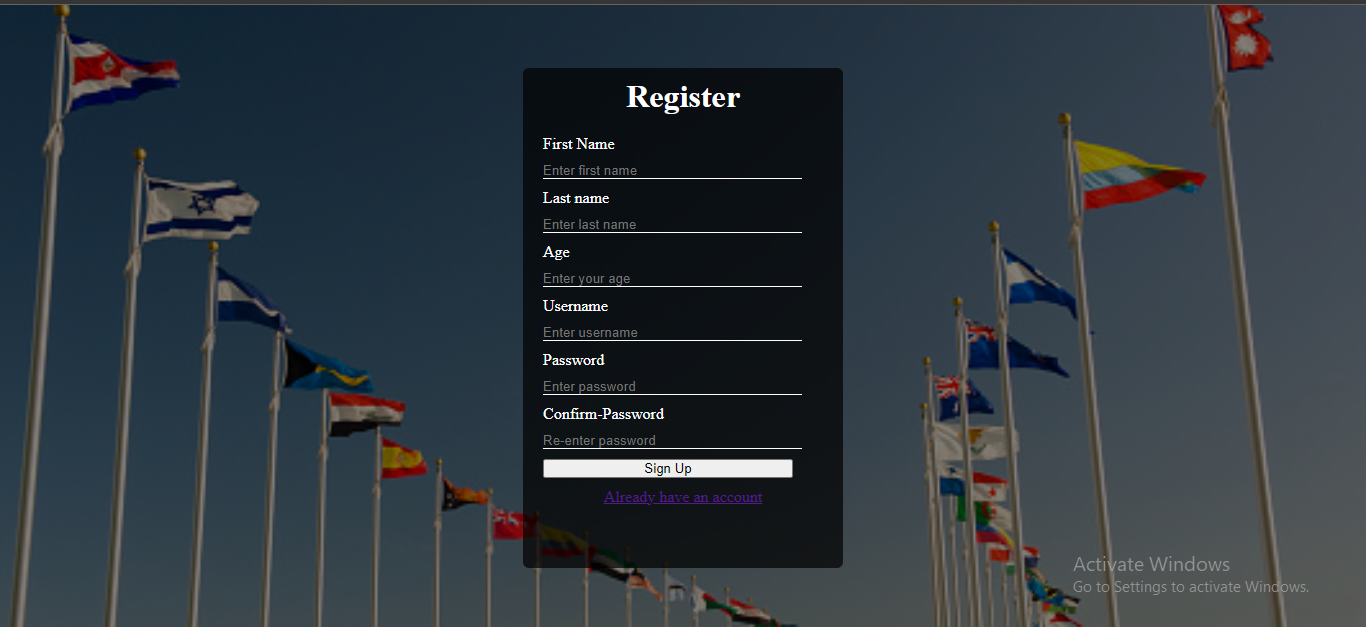 Register
First Name
Enter first name
Last name
Enter last name
Age
Enter your age
Username
Enter username
Password
Enter password
Confirm-Password
Re-enter password
Sign Up
Already have an account
Activate Windows
Go to Settings to activate Windows.